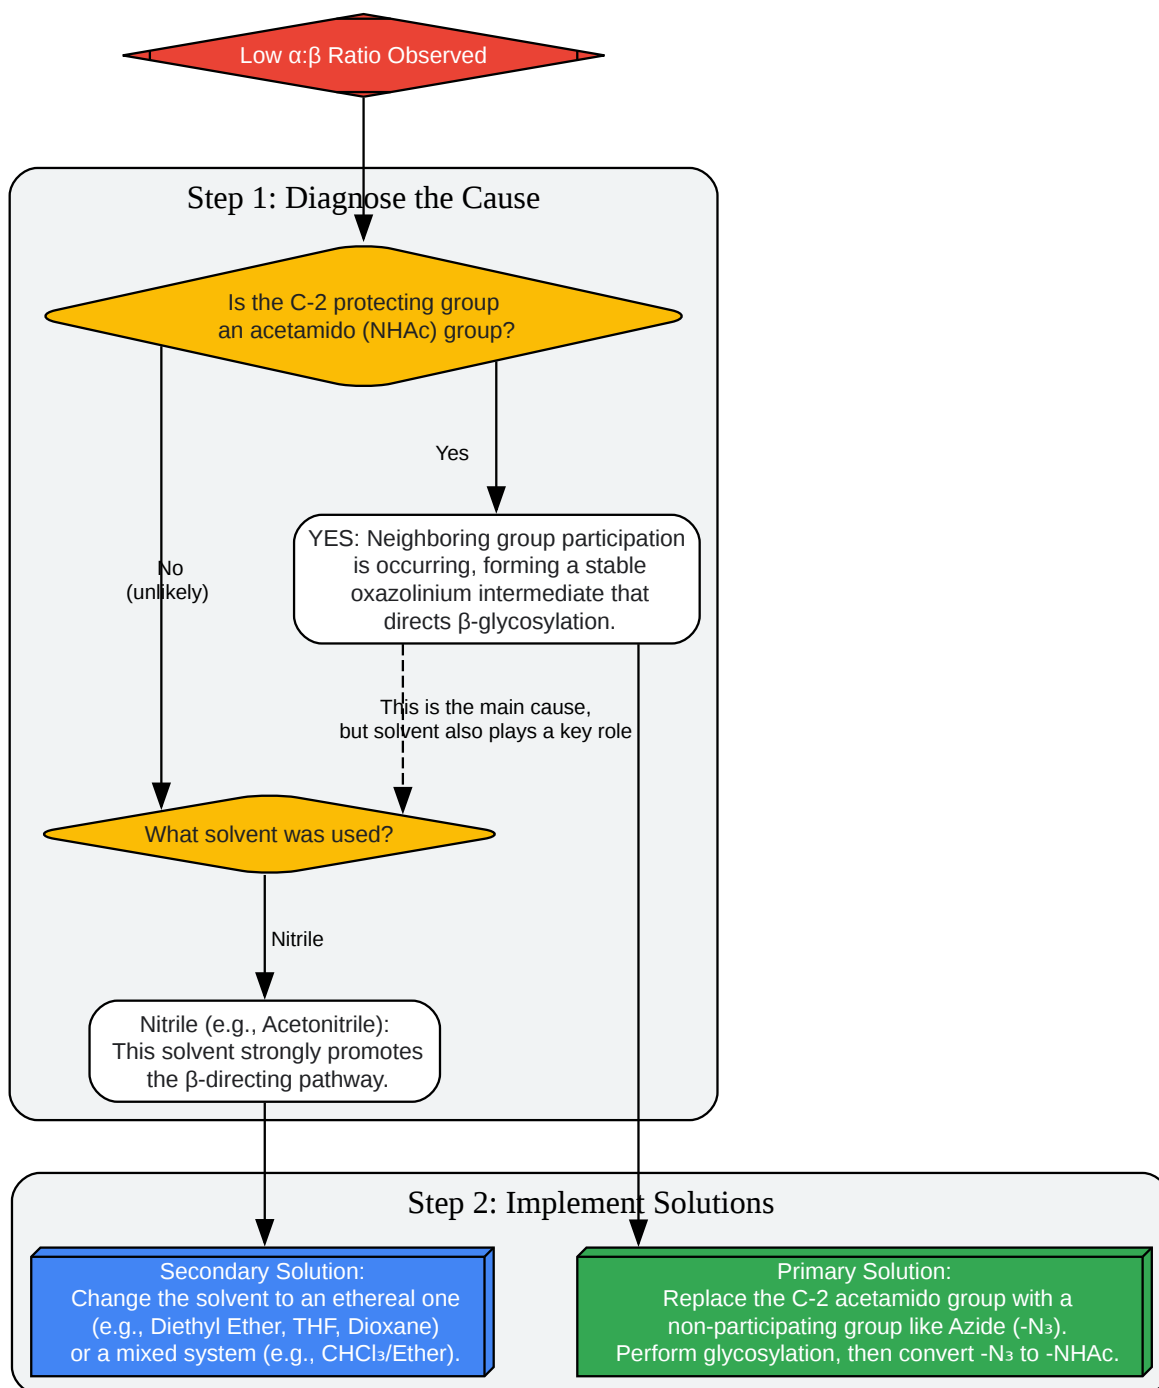 Low α:β Ratio Observed
Step 1: Diagnose the Cause
Is the C-2 protecting group
an acetamido (NHAc) group?
Yes
YES: Neighboring group participation
is occurring, forming a stable
oxazolinium intermediate that
directs β-glycosylation.
No
(unlikely)
This is the main cause,
but solvent also plays a key role
What solvent was used?
Nitrile
Nitrile (e.g., Acetonitrile):
This solvent strongly promotes
the β-directing pathway.
Step 2: Implement Solutions
Secondary Solution:
Change the solvent to an ethereal one
(e.g., Diethyl Ether, THF, Dioxane)
or a mixed system (e.g., CHCl₃/Ether).
Primary Solution:
Replace the C-2 acetamido group with a
non-participating group like Azide (-N₃).
Perform glycosylation, then convert -N₃ to -NHAc.